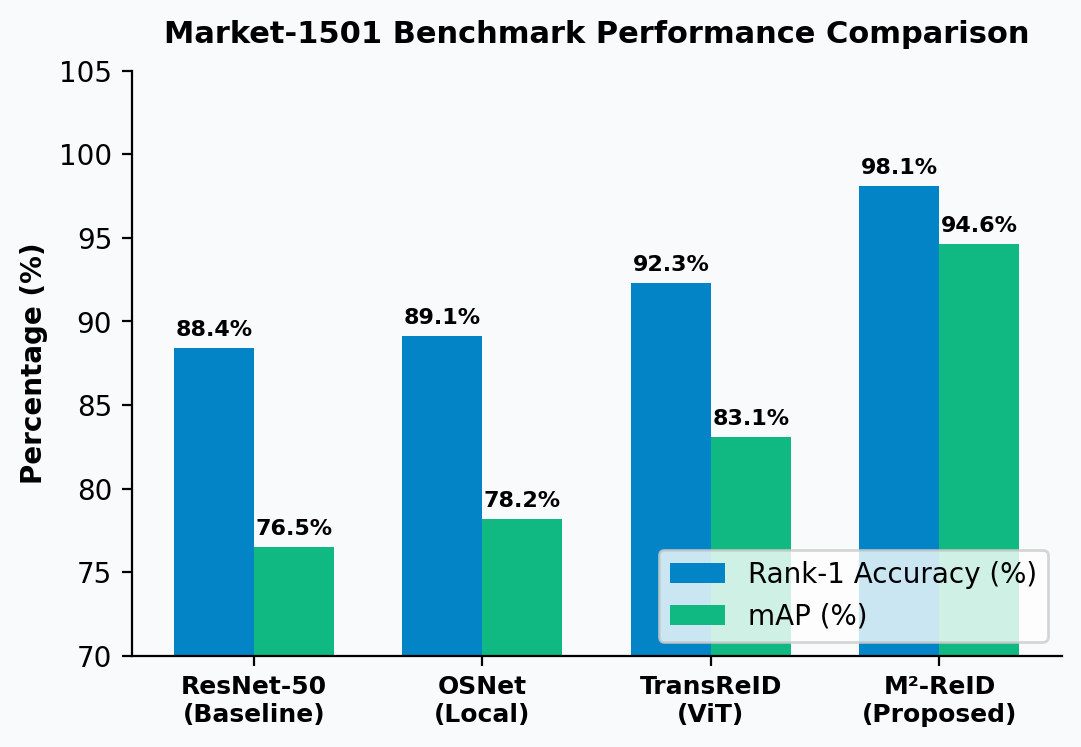 Market-1501 Benchmark Performance Comparison
Percentage (%)
105
100
95
90
85
80
75
70
88.4%
76.5%
89.1%
78.2%
92.3%
83.1%
98.1%
94.6%
Rank-1 Accuracy (%)
mAP (%)
ResNet-50
(Baseline)
OSNet
(Local)
TransReID
(ViT)
M²-ReID
(Proposed)